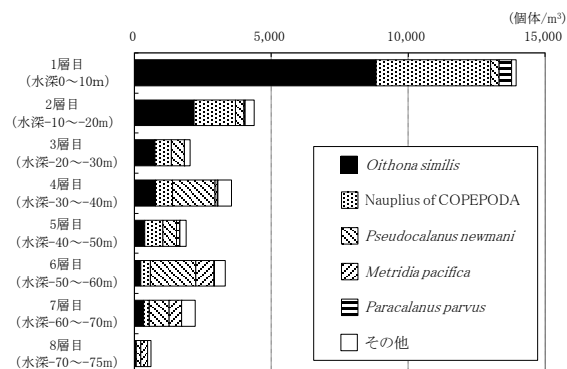 (個体/m³)
0 5,000 10,000 15,000
1層目
(水深0～10m)
2層目
(水深-10～-20m)
3層目
(水深-20～-30m)
4層目
(水深-30～-40m)
5層目
(水深-40～-50m)
6層目
(水深-50～-60m)
7層目
(水深-60～-70m)
8層目
(水深-70～-75m)
Oithona similis
Nauplius of COPEPODA
Pseudocalanus newmani
Metridia pacifica
Paracalanus parvus
その他